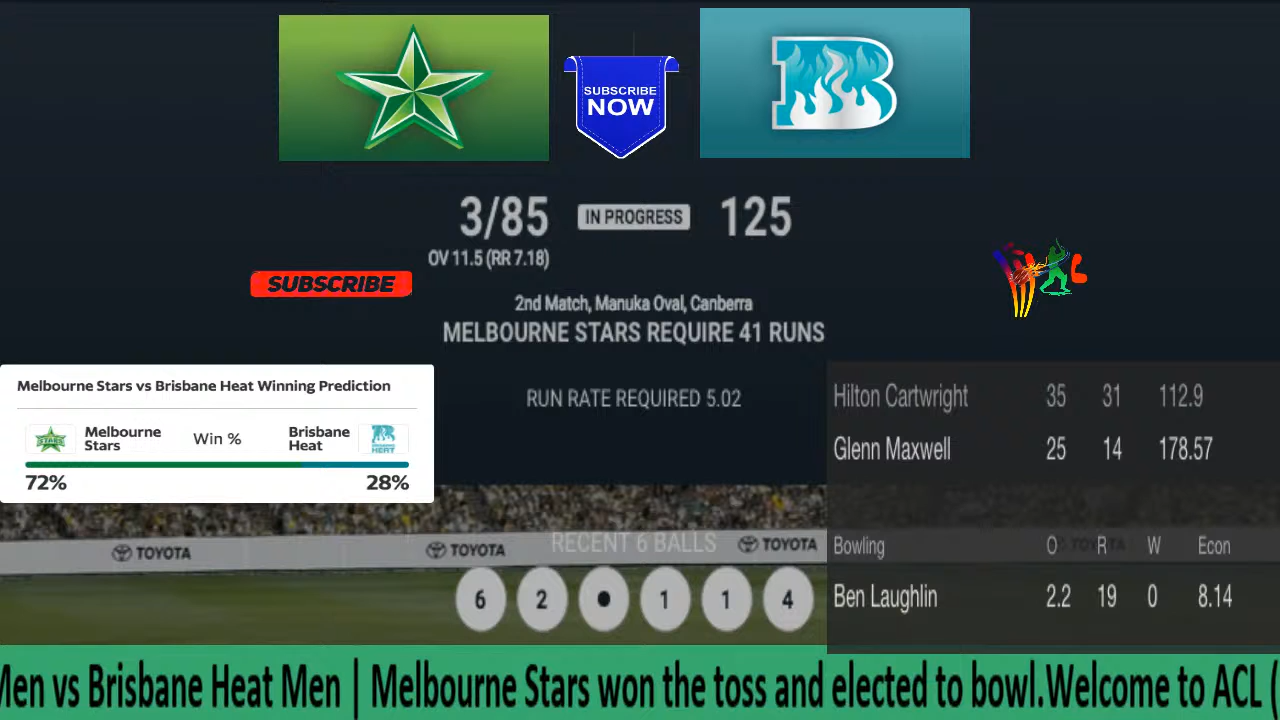 SUBSCRIBE
NOW
B
3/85
IN PROGRESS
125
OV 11.5 (RR 7.18)
SUBSCRIBE
2nd Match, Manuka Oval, Canberra
MELBOURNE STARS REQUIRE 41 RUNS
RUN RATE REQUIRED 5.02
Melbourne Stars vs Brisbane Heat Winning Prediction
Melbourne
Stars
Win %
Brisbane
Heat
STARS
HEAT
72%
28%
Hilton Cartwright 35 31 112.9
Glenn Maxwell 25 14 178.57
TOYOTA
TOYOTA
RECENT 6 BALLS
TOYOTA
TOYOTA
Bowling O R W Econ
6 2 • 1 1 4
Ben Laughlin 2.2 19 0 8.14
Men vs Brisbane Heat Men | Melbourne Stars won the toss and elected to bowl.Welcome to ACL (